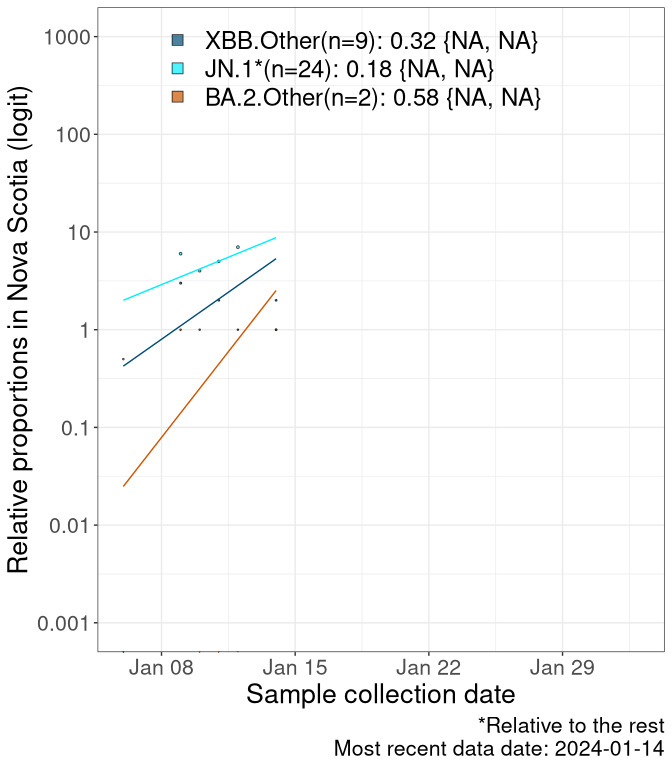 XBB.Other(n=9): 0.32 {NA, NA}
JN.1*(n=24): 0.18 {NA, NA}
BA.2.Other(n=2): 0.58 {NA, NA}
Relative proportions in Nova Scotia (logit)
1000
100
10
1
0.1
0.01
0.001
Jan 08 Jan 15 Jan 22 Jan 29
Sample collection date
*Relative to the rest
Most recent data date: 2024-01-14